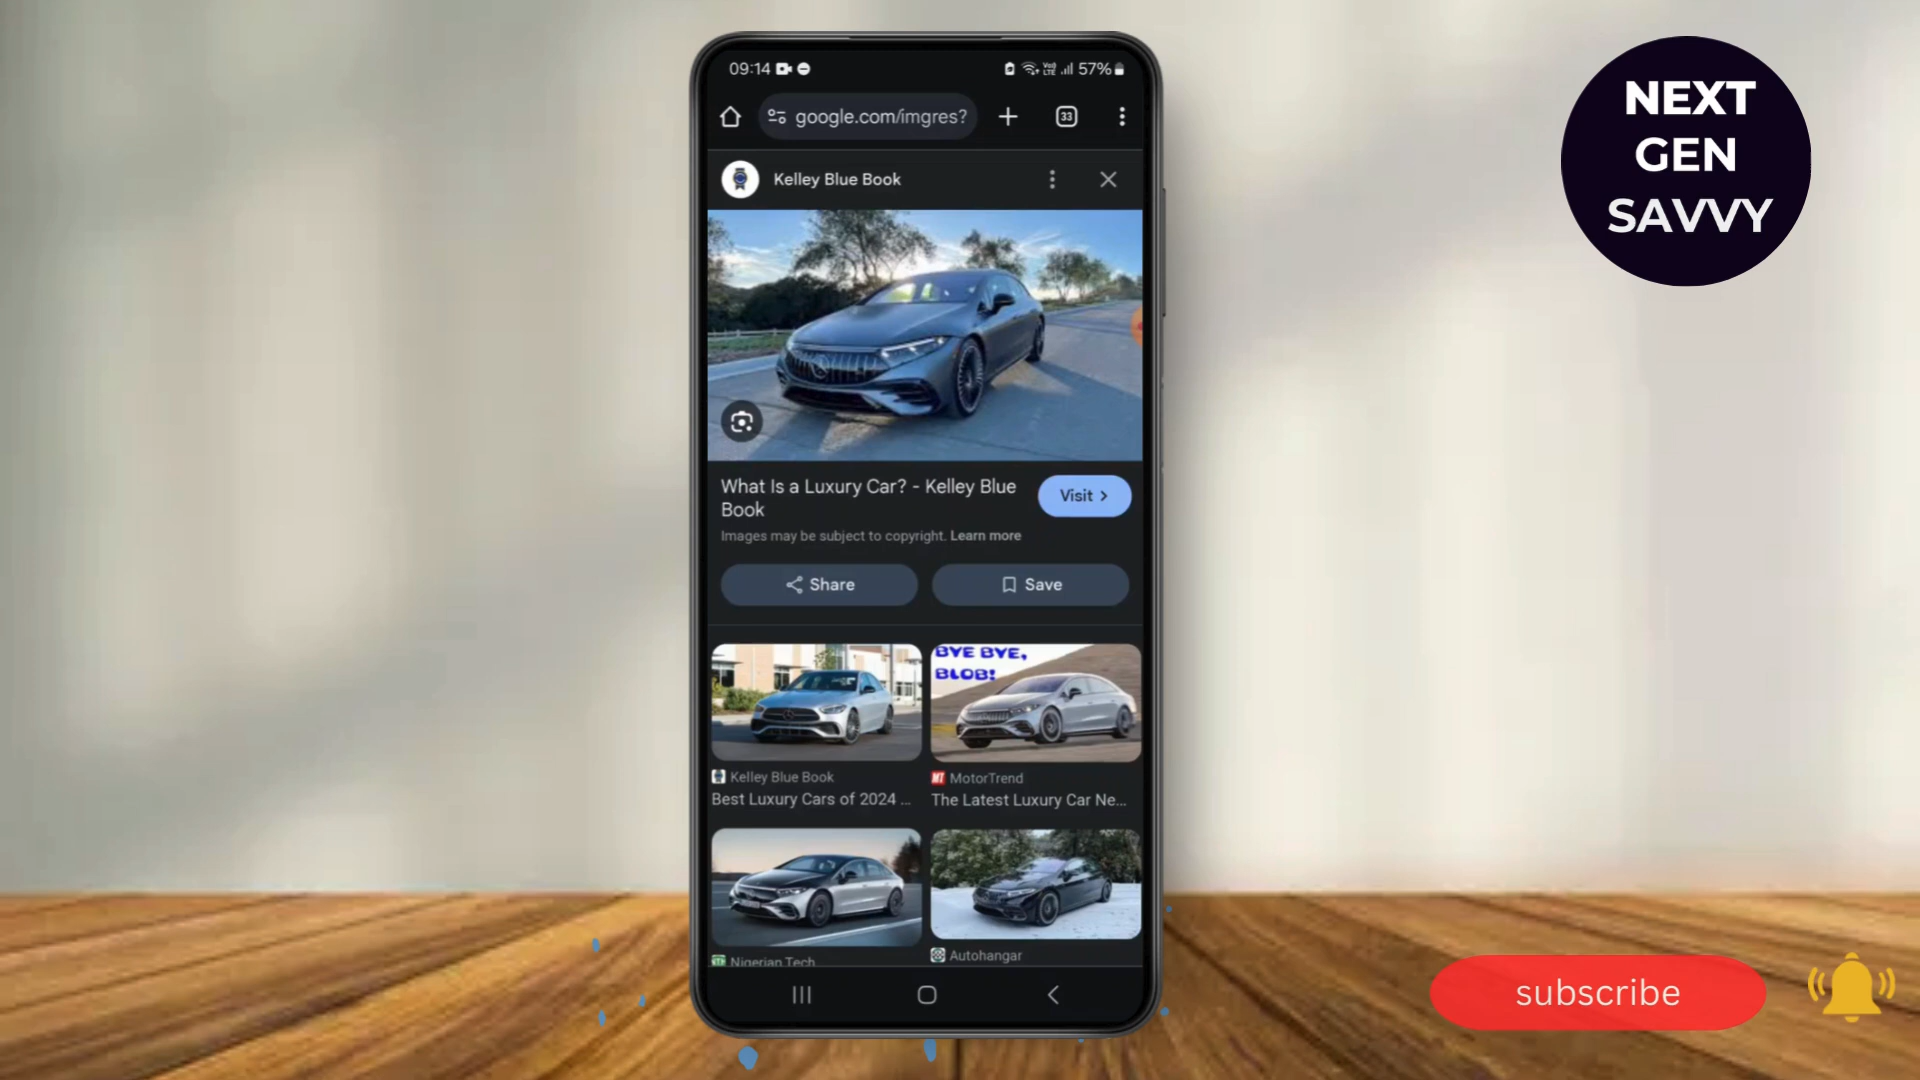 NEXT
GEN
SAVVY
09:14
57%
google.com/imgres?
33
Kelley Blue Book
What Is a Luxury Car? - Kelley Blue
Book
Visit
Images may be subject to copyright. Learn more
Share
Save
BYE BYE,
BLOB!
Kelley Blue Book
Best Luxury Cars of 2024 ...
MotorTrend
The Latest Luxury Car Ne...
Nigerian Tech
Autohangar
subscribe